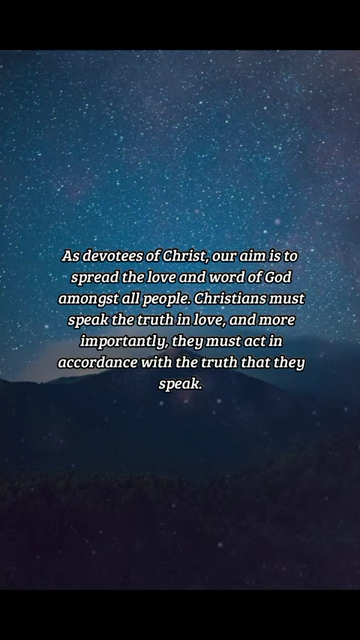 As devotees of Christ, our aim is to
spread the love and word of God
amongst all people. Christians must
speak the truth in love, and more
importantly, they must act in
accordance with the truth that they
speak.